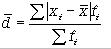 d̄ = ∑|xᵢ − x̄|fᵢ / ∑fᵢ